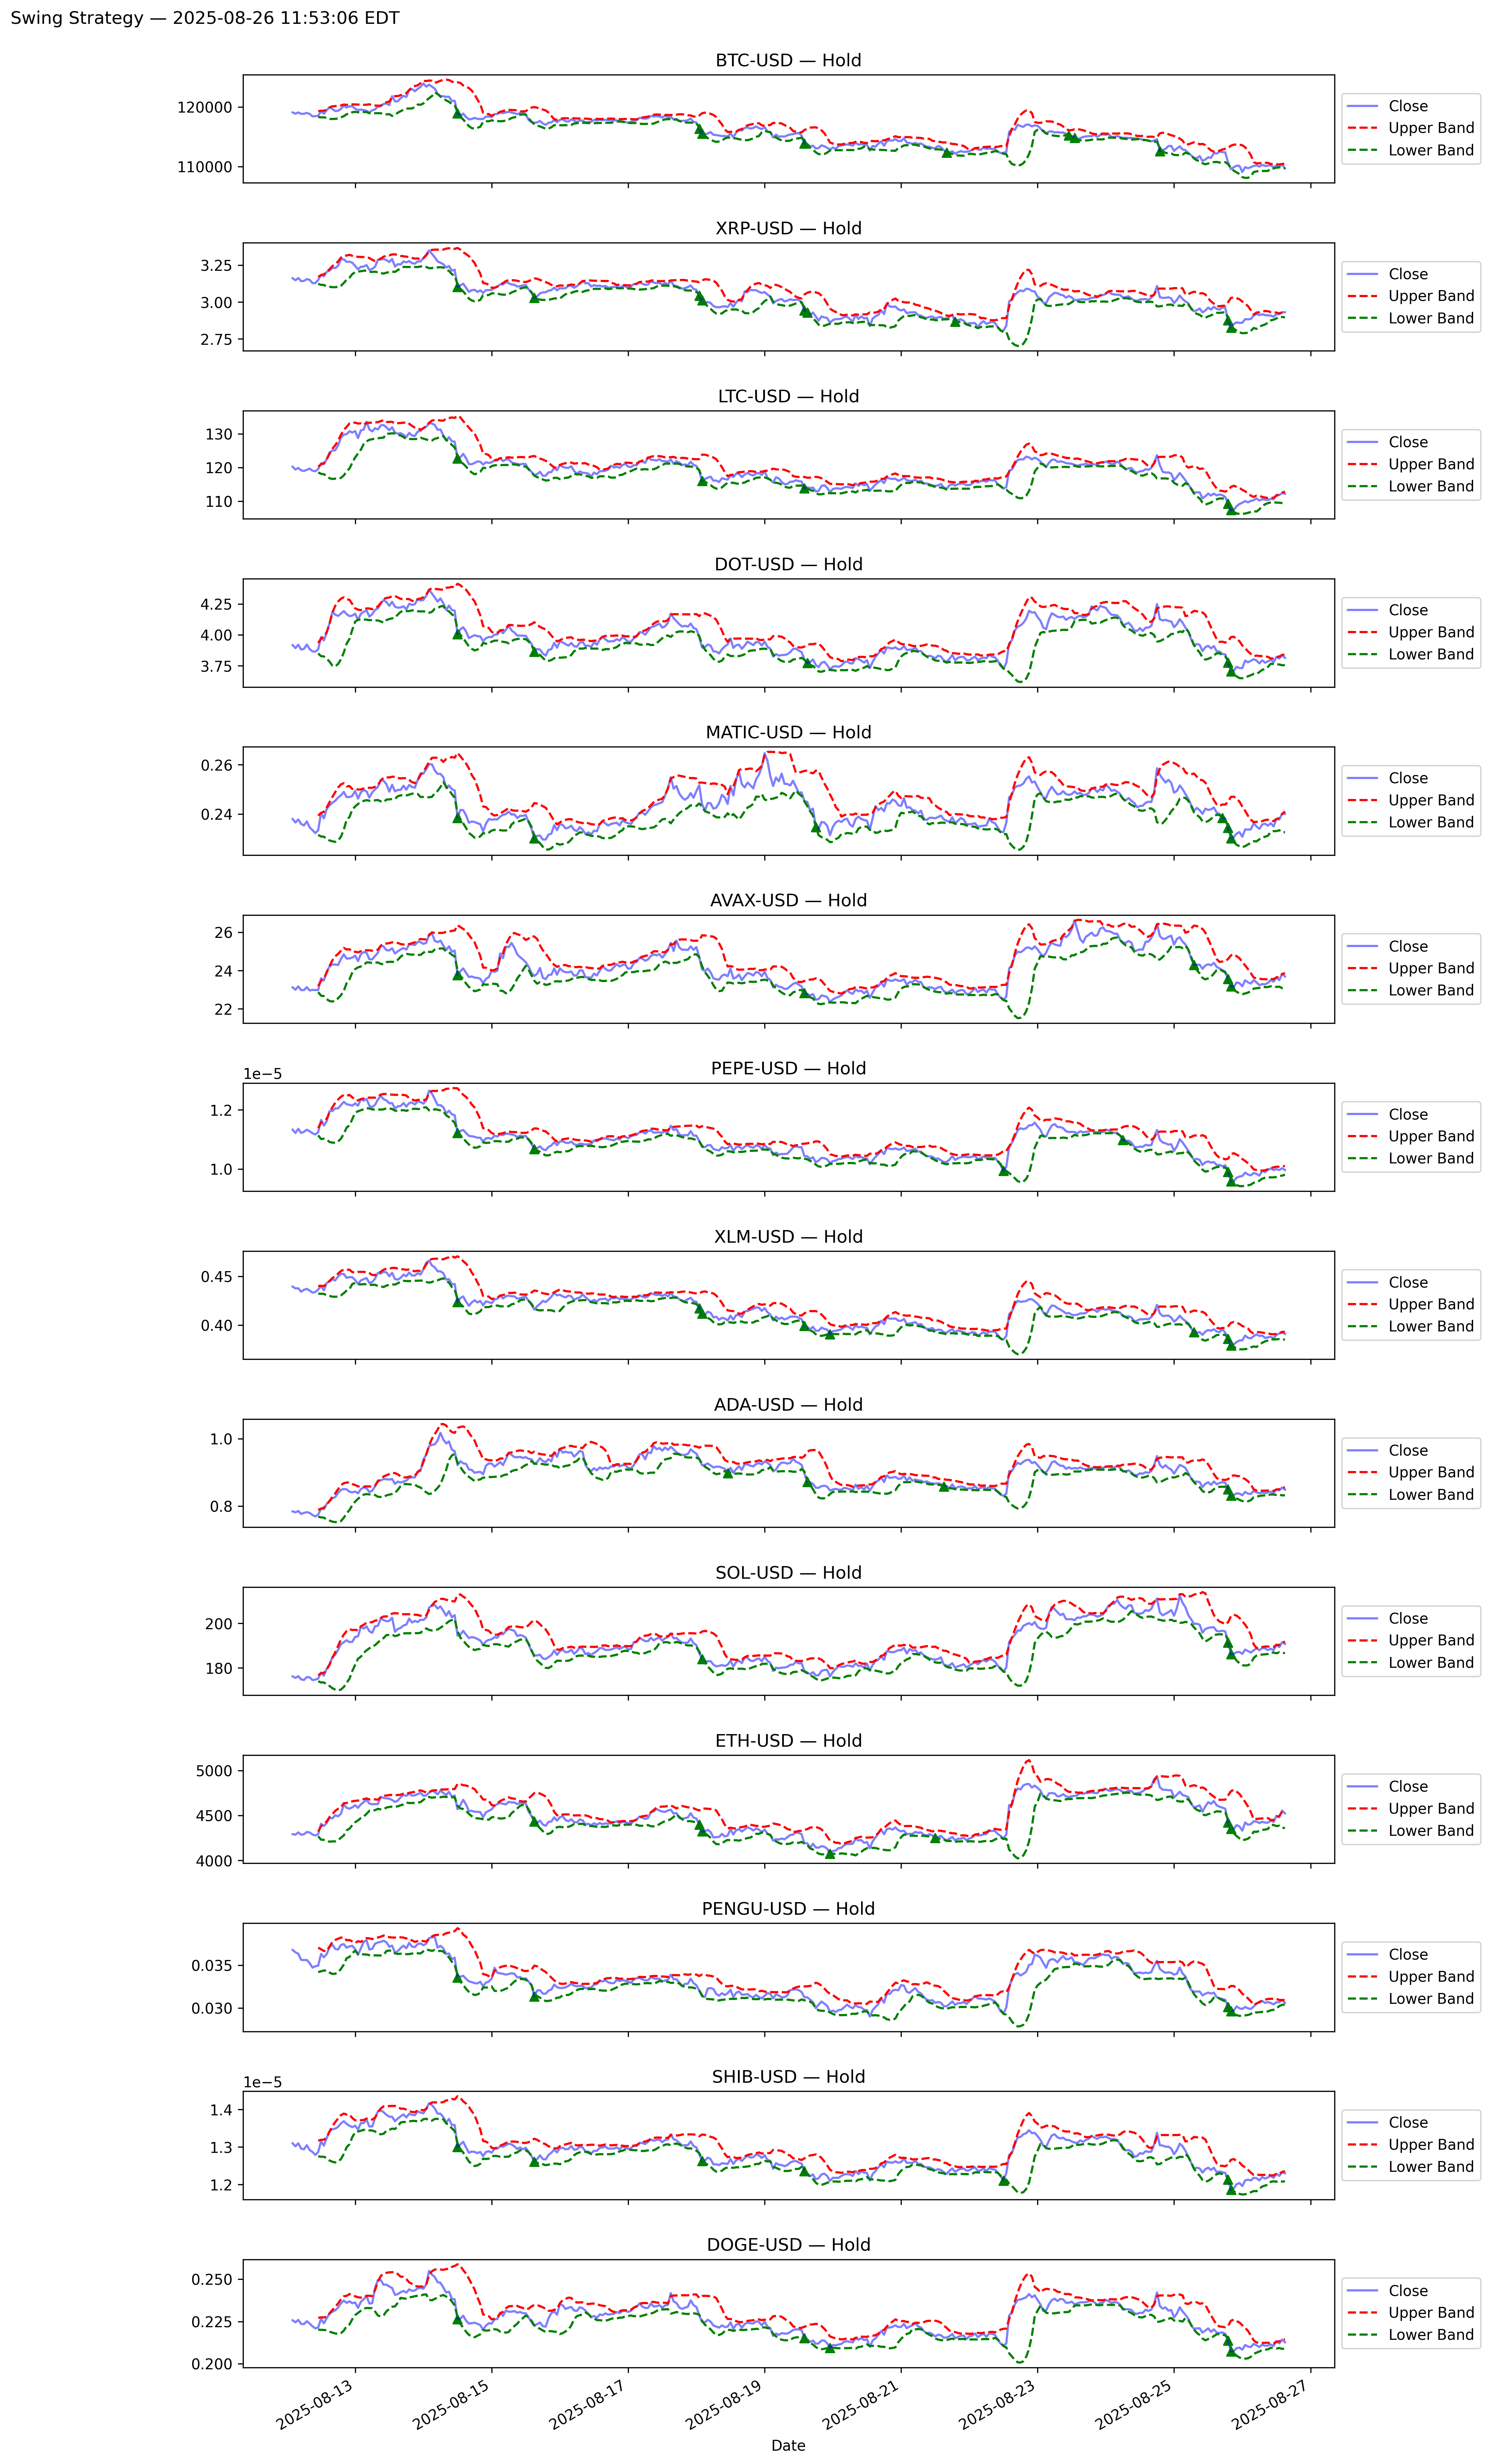 Swing Strategy — 2025-08-26 11:53:06 EDT
BTC-USD — Hold
120000
110000
Close
Upper Band
Lower Band
XRP-USD — Hold
3.25
3.00
2.75
Close
Upper Band
Lower Band
LTC-USD — Hold
130
120
110
Close
Upper Band
Lower Band
DOT-USD — Hold
4.25
4.00
3.75
Close
Upper Band
Lower Band
MATIC-USD — Hold
0.26
0.24
Close
Upper Band
Lower Band
AVAX-USD — Hold
26
24
22
Close
Upper Band
Lower Band
PEPE-USD — Hold
1e−5
1.2
1.0
Close
Upper Band
Lower Band
XLM-USD — Hold
0.45
0.40
Close
Upper Band
Lower Band
ADA-USD — Hold
1.0
0.8
Close
Upper Band
Lower Band
SOL-USD — Hold
200
180
Close
Upper Band
Lower Band
ETH-USD — Hold
5000
4500
4000
Close
Upper Band
Lower Band
PENGU-USD — Hold
0.035
0.030
Close
Upper Band
Lower Band
SHIB-USD — Hold
1e−5
1.4
1.3
1.2
Close
Upper Band
Lower Band
DOGE-USD — Hold
0.250
0.225
0.200
Close
Upper Band
Lower Band
2025-08-13
2025-08-15
2025-08-17
2025-08-19
2025-08-21
2025-08-23
2025-08-25
2025-08-27
Date